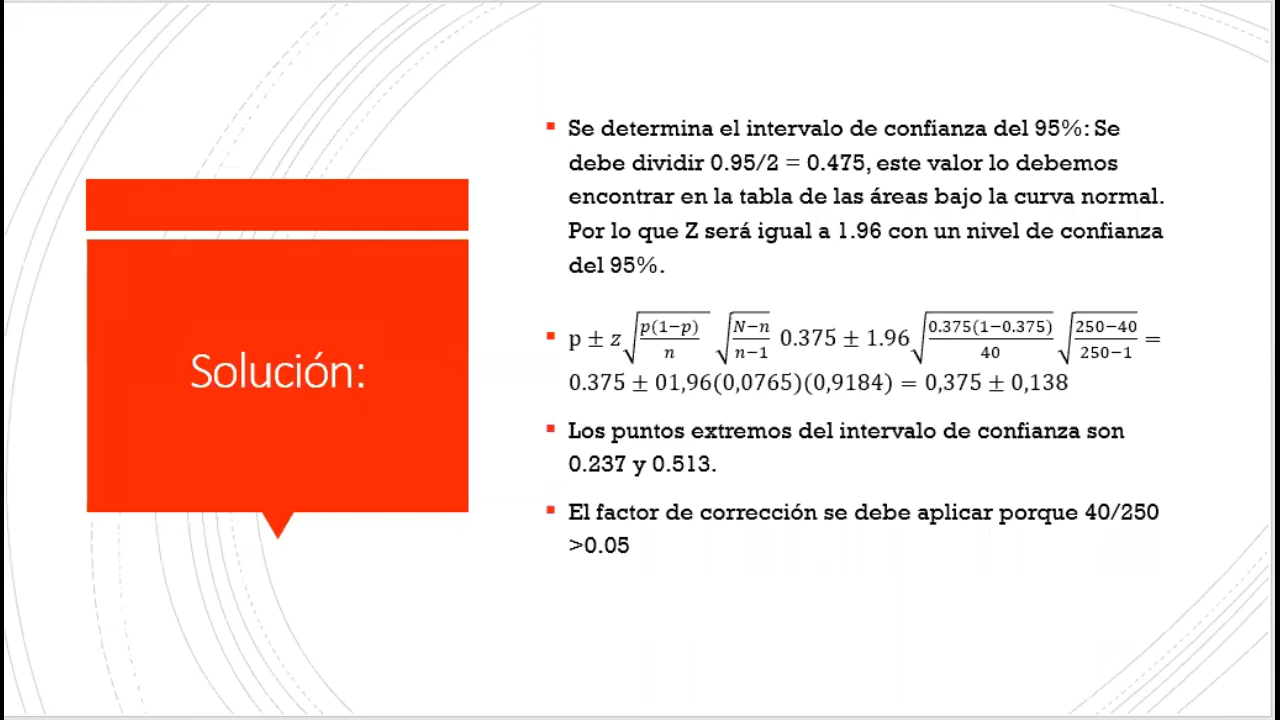 Solución:
▪ Se determina el intervalo de confianza del 95%: Se
debe dividir 0.95/2 = 0.475, este valor lo debemos
encontrar en la tabla de las áreas bajo la curva normal.
Por lo que Z será igual a 1.96 con un nivel de confianza
del 95%.
▪ p ± z√(p(1−p)/n) √(N−n/n−1) 0.375 ± 1.96√(0.375(1−0.375)/40) √(250−40/250−1) =
0.375 ± 01,96(0,0765)(0,9184) = 0,375 ± 0,138
▪ Los puntos extremos del intervalo de confianza son
0.237 y 0.513.
▪ El factor de corrección se debe aplicar porque 40/250
>0.05